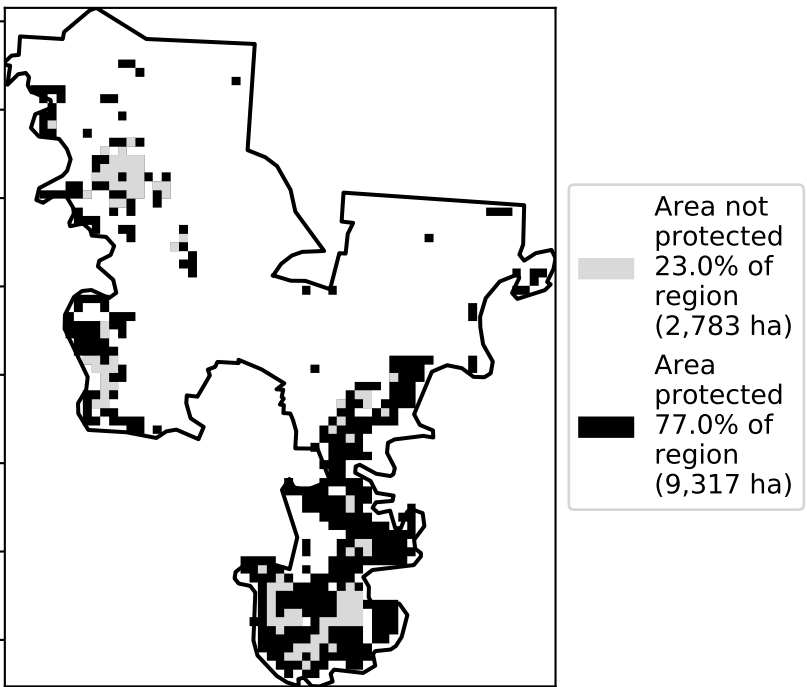 Area not
protected
23.0% of
region
(2,783 ha)
Area
protected
77.0% of
region
(9,317 ha)